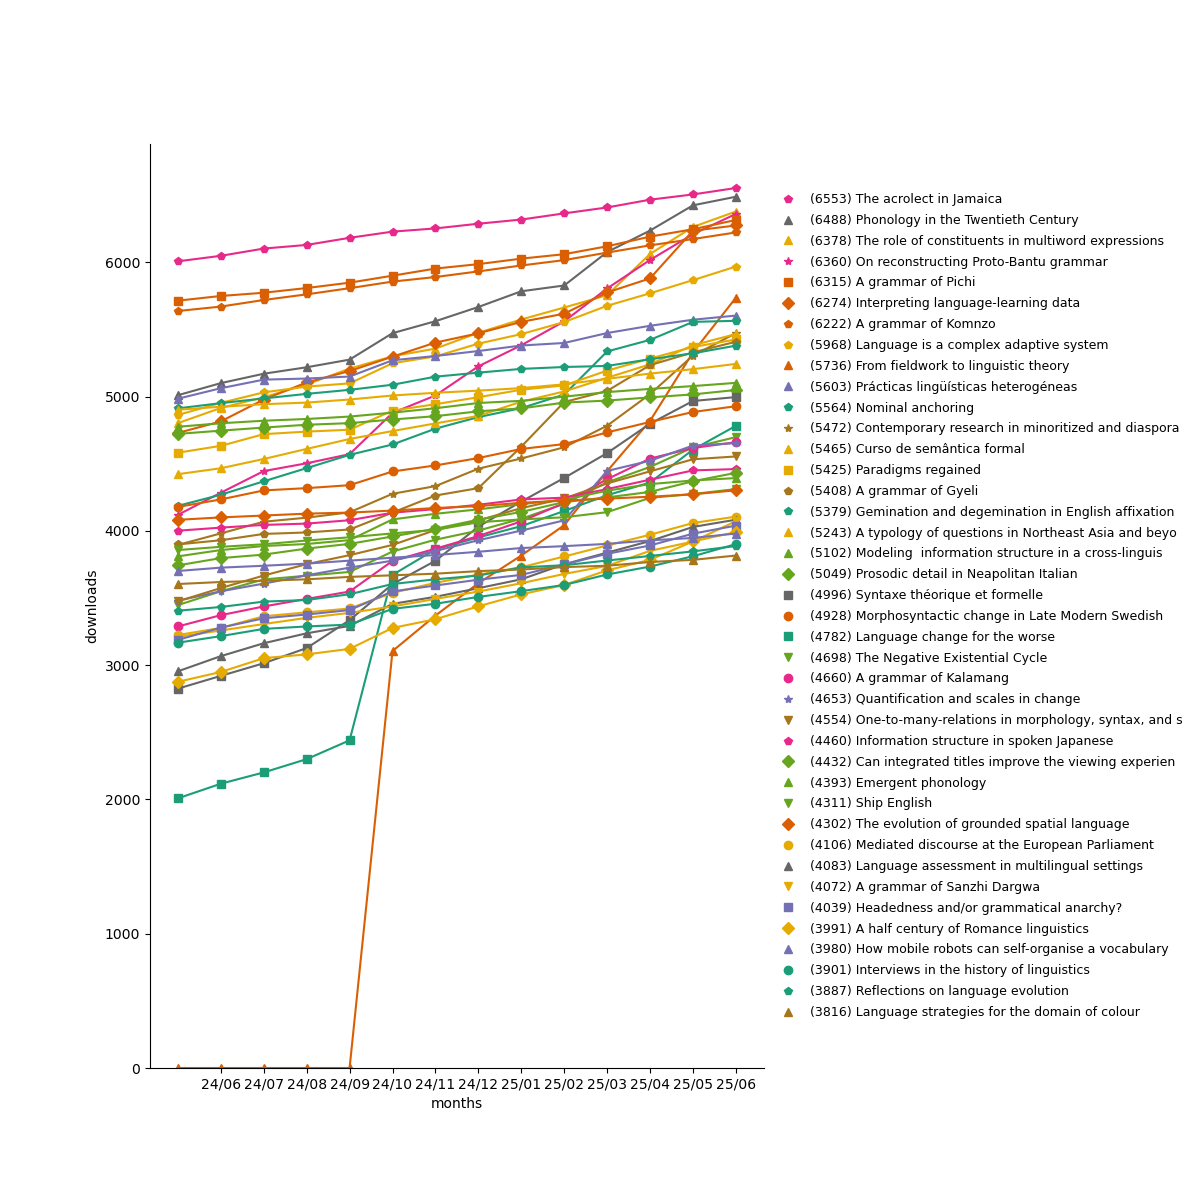 6000
5000
4000
3000
2000
1000
0
downloads
24/06 24/07 24/08 24/09 24/10 24/11 24/12 25/01 25/02 25/03 25/04 25/05 25/06
months
(6553) The acrolect in Jamaica
(6488) Phonology in the Twentieth Century
(6378) The role of constituents in multiword expressions
(6360) On reconstructing Proto-Bantu grammar
(6315) A grammar of Pichi
(6274) Interpreting language-learning data
(6222) A grammar of Komnzo
(5968) Language is a complex adaptive system
(5736) From fieldwork to linguistic theory
(5603) Prácticas lingüísticas heterogéneas
(5564) Nominal anchoring
(5472) Contemporary research in minoritized and diaspora
(5465) Curso de semântica formal
(5425) Paradigms regained
(5408) A grammar of Gyeli
(5379) Gemination and degemination in English affixation
(5243) A typology of questions in Northeast Asia and beyo
(5102) Modeling  information structure in a cross-linguis
(5049) Prosodic detail in Neapolitan Italian
(4996) Syntaxe théorique et formelle
(4928) Morphosyntactic change in Late Modern Swedish
(4782) Language change for the worse
(4698) The Negative Existential Cycle
(4660) A grammar of Kalamang
(4653) Quantification and scales in change
(4554) One-to-many-relations in morphology, syntax, and s
(4460) Information structure in spoken Japanese
(4432) Can integrated titles improve the viewing experien
(4393) Emergent phonology
(4311) Ship English
(4302) The evolution of grounded spatial language
(4106) Mediated discourse at the European Parliament
(4083) Language assessment in multilingual settings
(4072) A grammar of Sanzhi Dargwa
(4039) Headedness and/or grammatical anarchy?
(3991) A half century of Romance linguistics
(3980) How mobile robots can self-organise a vocabulary
(3901) Interviews in the history of linguistics
(3887) Reflections on language evolution
(3816) Language strategies for the domain of colour